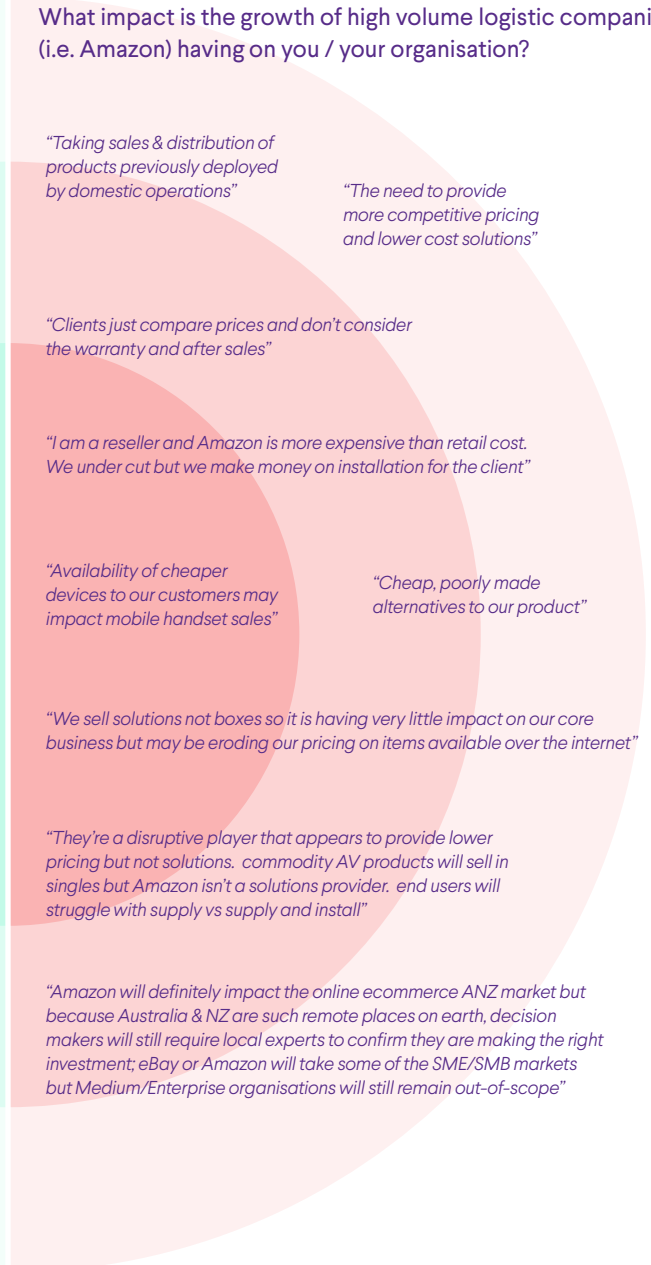 What impact is the growth of high volume logistic compani
(i.e. Amazon) having on you / your organisation?
“Taking sales & distribution of
products previously deployed
by domestic operations”
“The need to provide
more competitive pricing
and lower cost solutions”
“Clients just compare prices and don’t consider
the warranty and after sales”
“I am a reseller and Amazon is more expensive than retail cost.
We under cut but we make money on installation for the client”
“Availability of cheaper
devices to our customers may
impact mobile handset sales”
“Cheap, poorly made
alternatives to our product”
“We sell solutions not boxes so it is having very little impact on our core
business but may be eroding our pricing on items available over the internet”
“They’re a disruptive player that appears to provide lower
pricing but not solutions.  commodity AV products will sell in
singles but Amazon isn’t a solutions provider.  end users will
struggle with supply vs supply and install”
“Amazon will definitely impact the online ecommerce ANZ market but
because Australia & NZ are such remote places on earth, decision
makers will still require local experts to confirm they are making the right
investment; eBay or Amazon will take some of the SME/SMB markets
but Medium/Enterprise organisations will still remain out-of-scope”